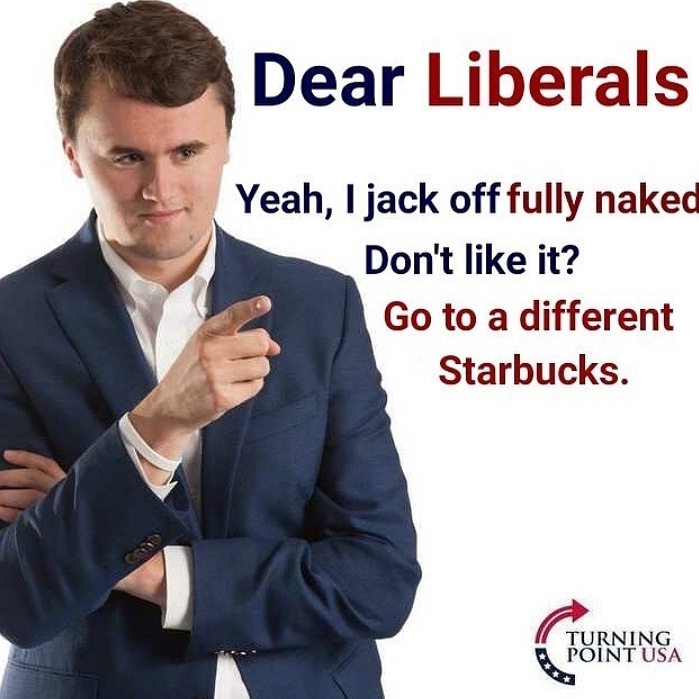 Dear Liberals
Yeah, I jack off fully naked
Don't like it?
Go to a different
Starbucks.
TURNING
POINT USA